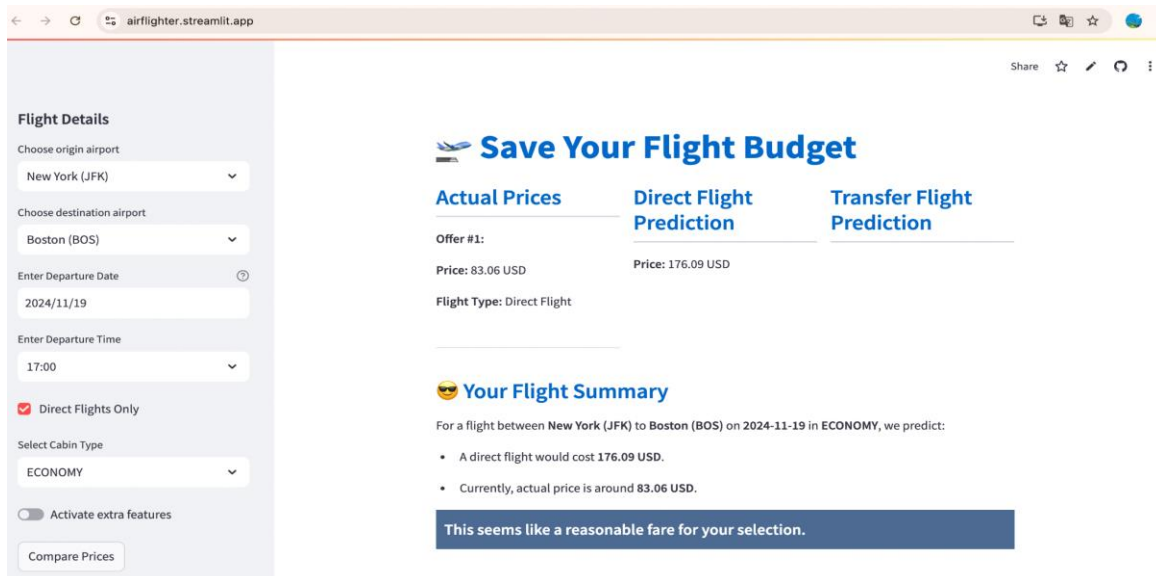 airflighter.streamlit.app
Share
Flight Details
Choose origin airport
New York (JFK)
Choose destination airport
Boston (BOS)
Enter Departure Date
2024/11/19
Enter Departure Time
17:00
Direct Flights Only
Select Cabin Type
ECONOMY
Activate extra features
Compare Prices
Save Your Flight Budget
Actual Prices
Offer #1:
Price: 83.06 USD
Flight Type: Direct Flight
Direct Flight
Prediction
Price: 176.09 USD
Transfer Flight
Prediction
Your Flight Summary
For a flight between New York (JFK) to Boston (BOS) on 2024-11-19 in ECONOMY, we predict:
• A direct flight would cost 176.09 USD.
• Currently, actual price is around 83.06 USD.
This seems like a reasonable fare for your selection.